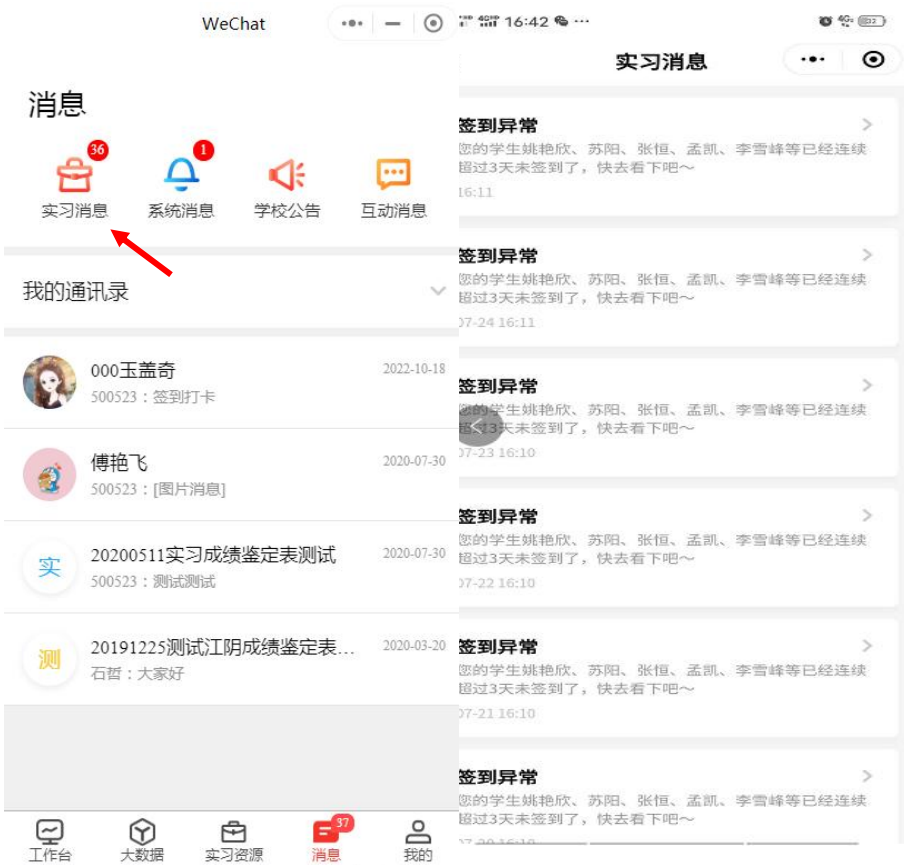 WeChat
消息
36
1
实习消息
系统消息
学校公告
互动消息
我的通讯录
000玉盖奇
2022-10-18
500523：签到打卡
傅艳飞
2020-07-30
500523：[图片消息]
实
20200511实习成绩鉴定表测试
2020-07-30
500523：测试测试
测
20191225测试江阴成绩鉴定表...
2020-03-20
石哲：大家好
工作台
大数据
实习资源
37
消息
我的
16:42
实习消息
签到异常
您的学生姚艳欣、苏阳、张恒、孟凯、李雪峰等已经连续
超过3天未签到了，快去看下吧～
16:11
签到异常
您的学生姚艳欣、苏阳、张恒、孟凯、李雪峰等已经连续
超过3天未签到了，快去看下吧～
07-24 16:11
签到异常
您的学生姚艳欣、苏阳、张恒、孟凯、李雪峰等已经连续
超过3天未签到了，快去看下吧～
07-23 16:10
签到异常
您的学生姚艳欣、苏阳、张恒、孟凯、李雪峰等已经连续
超过3天未签到了，快去看下吧～
07-22 16:10
签到异常
您的学生姚艳欣、苏阳、张恒、孟凯、李雪峰等已经连续
超过3天未签到了，快去看下吧～
07-21 16:10
签到异常
您的学生姚艳欣、苏阳、张恒、孟凯、李雪峰等已经连续
超过3天未签到了，快去看下吧～